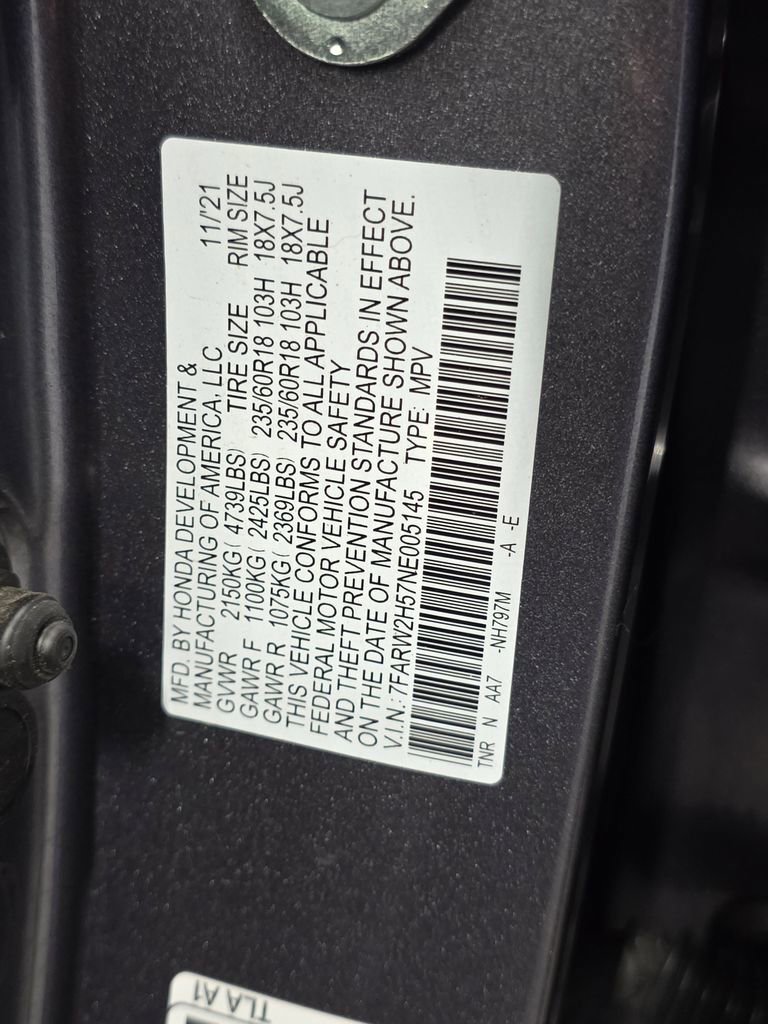 MFD. BY HONDA DEVELOPMENT &
MANUFACTURING OF AMERICA, LLC 11/'21
GVWR 2150KG( 4739LBS) TIRE SIZE RIM SIZE
GAWR F 1100KG( 2425LBS) 235/60R18 103H 18X7.5J
GAWR R 1075KG( 2369LBS) 235/60R18 103H 18X7.5J
THIS VEHICLE CONFORMS TO ALL APPLICABLE
FEDERAL MOTOR VEHICLE SAFETY
AND THEFT PREVENTION STANDARDS IN EFFECT
ON THE DATE OF MANUFACTURE SHOWN ABOVE.
V.I.N.:7FARW2H57NE005145 TYPE: MPV
TNR N AA7 -NH797M -A -E
TLA A1